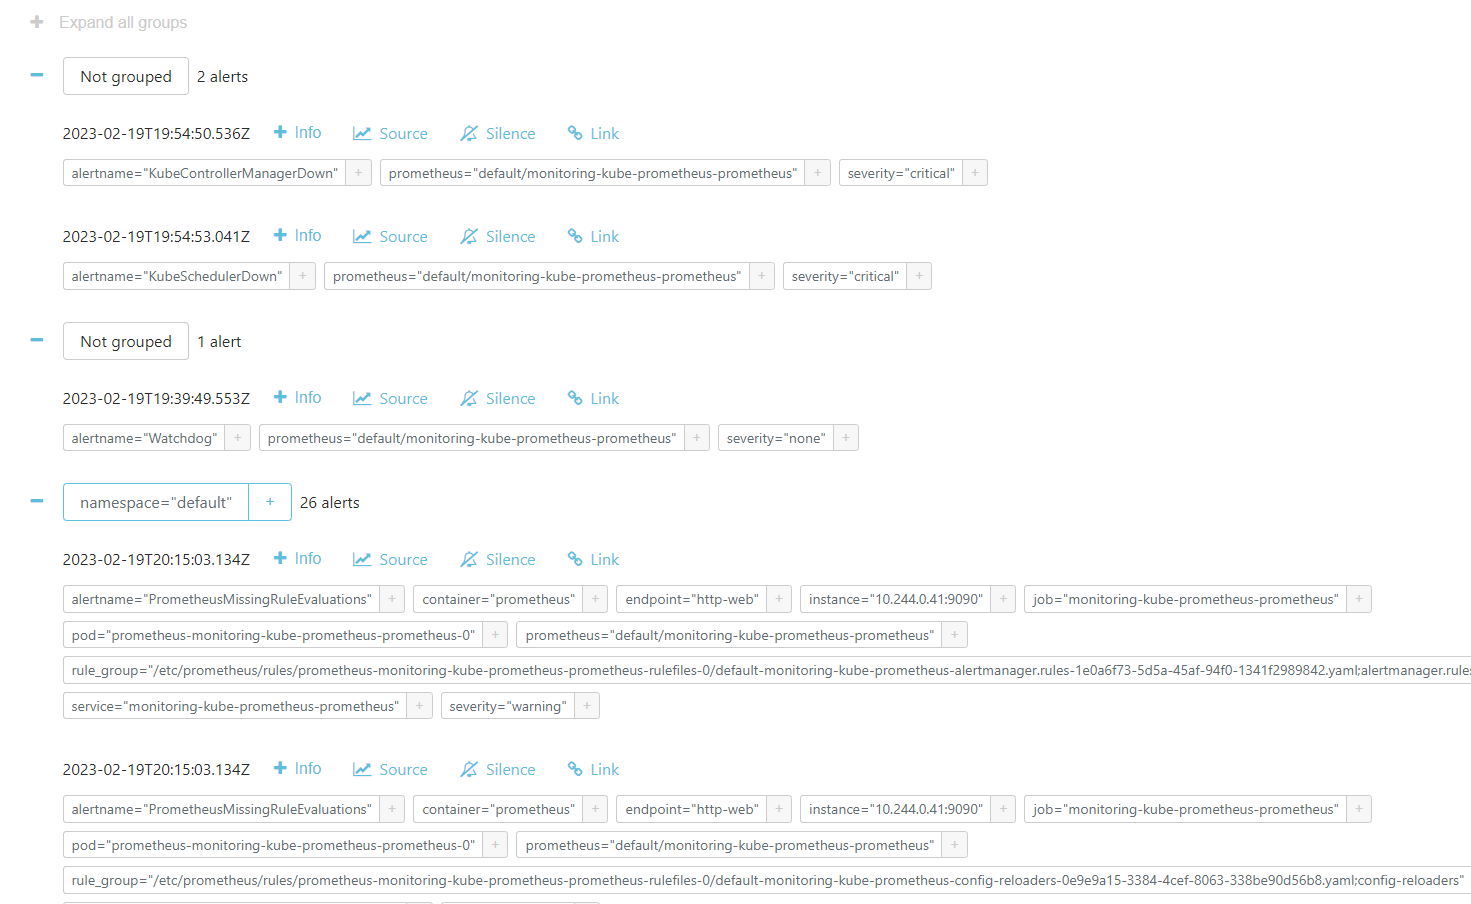 + Expand all groups
− Not grouped 2 alerts
2023-02-19T19:54:50.536Z + Info Source Silence Link
alertname="KubeControllerManagerDown" + prometheus="default/monitoring-kube-prometheus-prometheus" + severity="critical" +
2023-02-19T19:54:53.041Z + Info Source Silence Link
alertname="KubeSchedulerDown" + prometheus="default/monitoring-kube-prometheus-prometheus" + severity="critical" +
− Not grouped 1 alert
2023-02-19T19:39:49.553Z + Info Source Silence Link
alertname="Watchdog" + prometheus="default/monitoring-kube-prometheus-prometheus" + severity="none" +
− namespace="default" + 26 alerts
2023-02-19T20:15:03.134Z + Info Source Silence Link
alertname="PrometheusMissingRuleEvaluations" + container="prometheus" + endpoint="http-web" + instance="10.244.0.41:9090" + job="monitoring-kube-prometheus-prometheus" +
pod="prometheus-monitoring-kube-prometheus-prometheus-0" + prometheus="default/monitoring-kube-prometheus-prometheus" +
rule_group="/etc/prometheus/rules/prometheus-monitoring-kube-prometheus-prometheus-rulefiles-0/default-monitoring-kube-prometheus-alertmanager.rules-1e0a6f73-5d5a-45af-94f0-1341f2989842.yaml;alertmanager.rules
service="monitoring-kube-prometheus-prometheus" + severity="warning" +
2023-02-19T20:15:03.134Z + Info Source Silence Link
alertname="PrometheusMissingRuleEvaluations" + container="prometheus" + endpoint="http-web" + instance="10.244.0.41:9090" + job="monitoring-kube-prometheus-prometheus" +
pod="prometheus-monitoring-kube-prometheus-prometheus-0" + prometheus="default/monitoring-kube-prometheus-prometheus" +
rule_group="/etc/prometheus/rules/prometheus-monitoring-kube-prometheus-prometheus-rulefiles-0/default-monitoring-kube-prometheus-config-reloaders-0e9e9a15-3384-4cef-8063-338be90d56b8.yaml;config-reloaders"